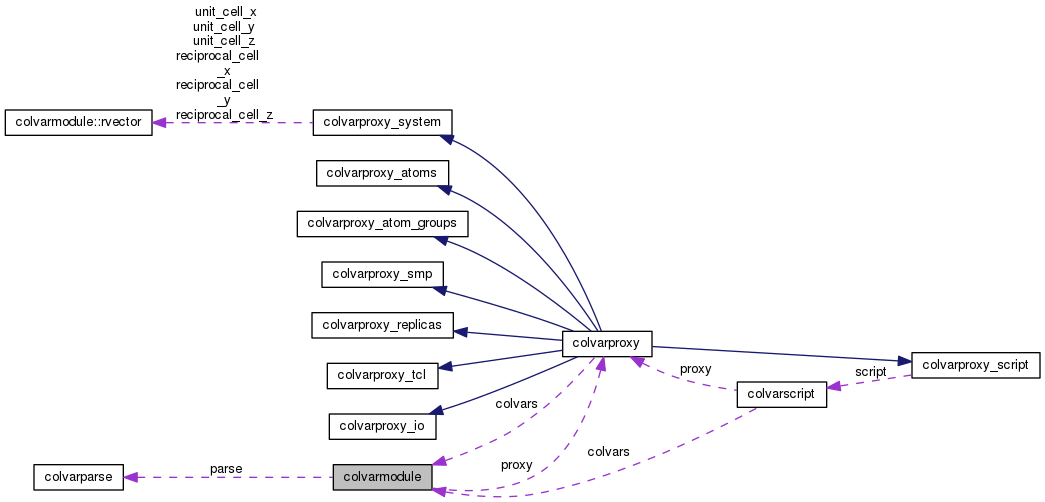 unit_cell_x
unit_cell_y
unit_cell_z
reciprocal_cell
_x
reciprocal_cell
_y
reciprocal_cell_z
colvarmodule::rvector
colvarproxy_system
colvarproxy_atoms
colvarproxy_atom_groups
colvarproxy_smp
colvarproxy_replicas
colvarproxy
colvarproxy_script
colvarproxy_tcl
proxy
script
colvarscript
colvars
colvarproxy_io
colvars
proxy
parse
colvarparse
colvarmodule